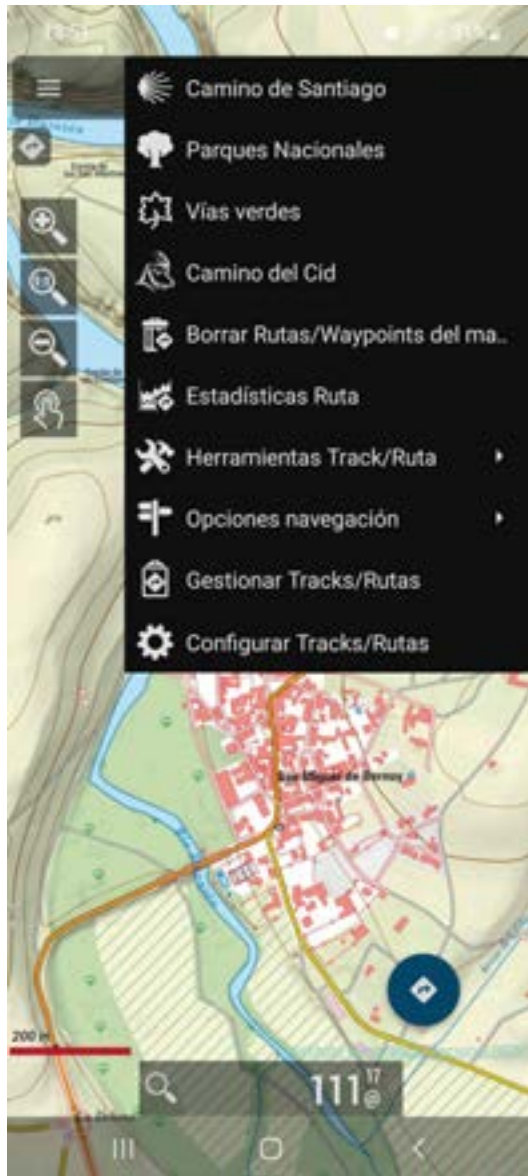 Camino de Santiago
Parques Nacionales
Vías verdes
Camino del Cid
Borrar Rutas/Waypoints del ma..
Estadísticas Ruta
Herramientas Track/Ruta
Opciones navegación
Gestionar Tracks/Rutas
Configurar Tracks/Rutas
San Miguel de Bernuy
200 m
111 17
@